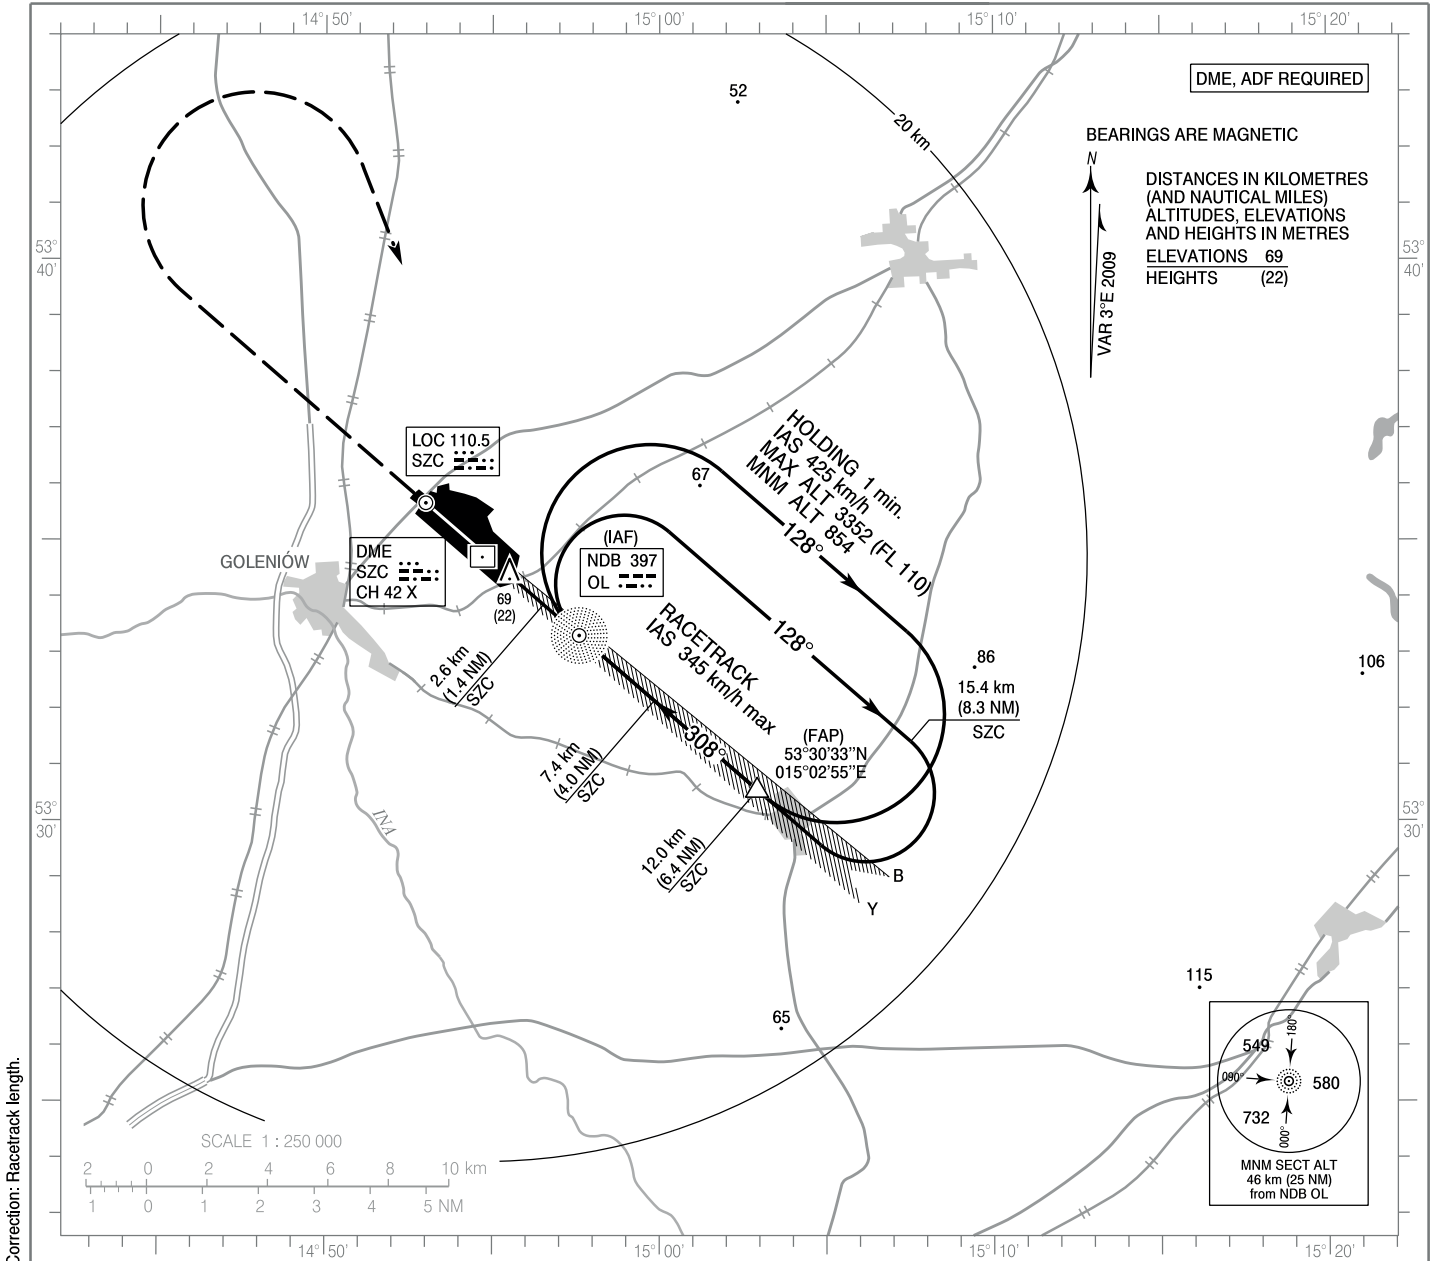 14°50'
15°00'
15°10'
15°20'
DME, ADF REQUIRED
52
20 km
BEARINGS ARE MAGNETIC
N
VAR 3°E 2009
DISTANCES IN KILOMETRES
(AND NAUTICAL MILES)
ALTITUDES, ELEVATIONS
AND HEIGHTS IN METRES
ELEVATIONS 69
HEIGHTS (22)
53°
40'
53°
40'
LOC 110.5
SZC
67
HOLDING 1 min.
IAS 425 km/h
MAX ALT 3352 (FL 110)
MNM ALT 854
128°
GOLENIÓW
DME
SZC
CH 42 X
(IAF)
NDB 397
OL
69
(22)
128°
RACETRACK
IAS 345 km/h max
2.6 km
(1.4 NM)
SZC
86
15.4 km
(8.3 NM)
SZC
106
308°
(FAP)
53°30'33''N
015°02'55''E
7.4 km
(4.0 NM)
SZC
12.0 km
(6.4 NM)
SZC
53°
30'
53°
30'
INA
B
Y
115
65
549
180°
090°
580
732
000°
MNM SECT ALT
46 km (25 NM)
from NDB OL
SCALE 1 : 250 000
2 0 2 4 6 8 10 km
1 0 1 2 3 4 5 NM
14°50'
15°00'
15°10'
15°20'
Correction: Racetrack length.